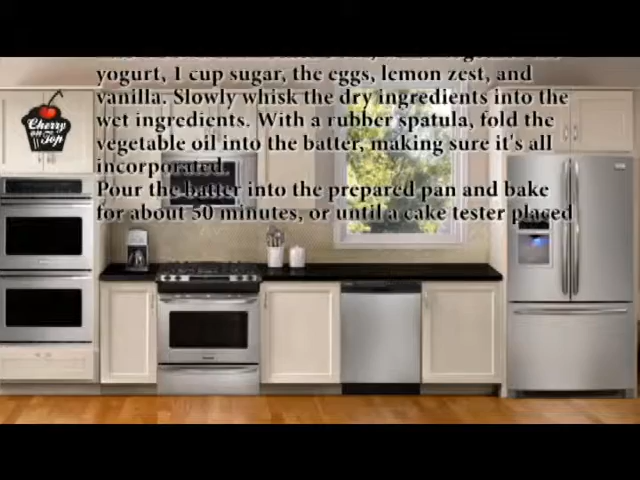 yogurt, 1 cup sugar, the eggs, lemon zest, and
vanilla. Slowly whisk the dry ingredients into the
wet ingredients. With a rubber spatula, fold the
vegetable oil into the batter, making sure it's all
incorporated.
Pour the batter into the prepared pan and bake
for about 50 minutes, or until a cake tester placed
Cherry
on
Top